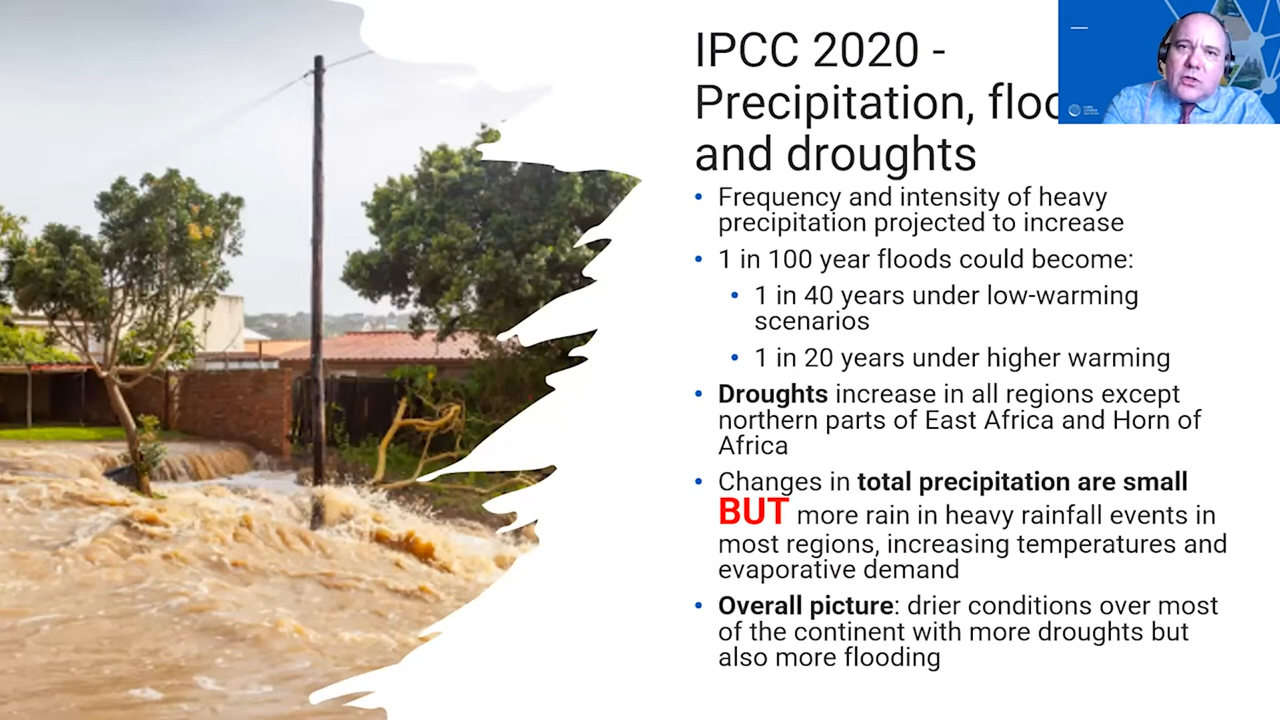 IPCC 2020 -
Precipitation, floo
and droughts
• Frequency and intensity of heavy
precipitation projected to increase
• 1 in 100 year floods could become:
• 1 in 40 years under low-warming
scenarios
• 1 in 20 years under higher warming
• Droughts increase in all regions except
northern parts of East Africa and Horn of
Africa
• Changes in total precipitation are small
BUT more rain in heavy rainfall events in
most regions, increasing temperatures and
evaporative demand
• Overall picture: drier conditions over most
of the continent with more droughts but
also more flooding